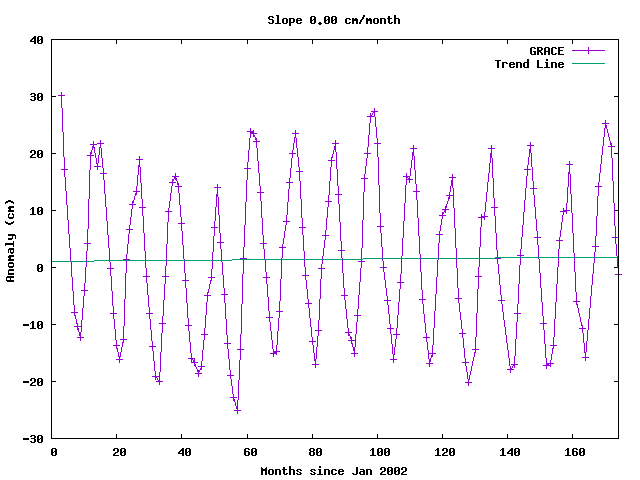 Slope 0.00 cm/month
GRACE
Trend Line
40
30
20
10
0
-10
-20
-30
Anomaly (cm)
0 20 40 60 80 100 120 140 160
Months since Jan 2002